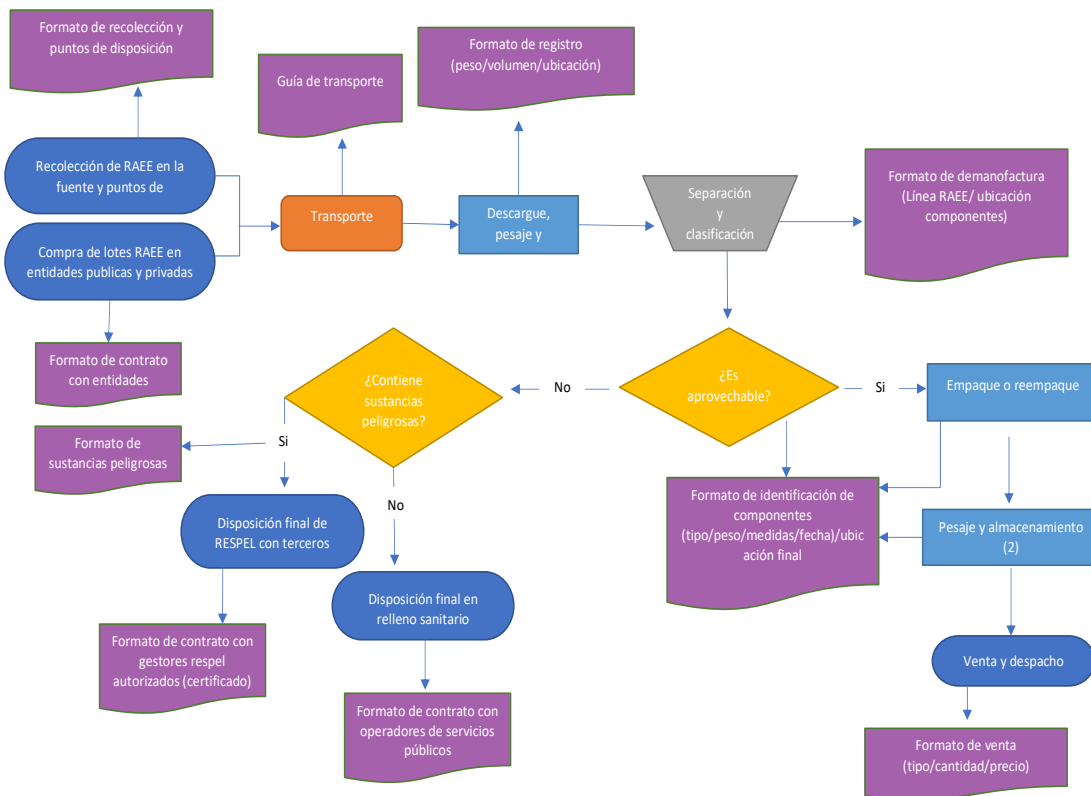 Formato de recolección y
puntos de disposición
Guía de transporte
Formato de registro
(peso/volumen/ubicación)
Recolección de RAEE en la
fuente y puntos de
Compra de lotes RAEE en
entidades publicas y privadas
Transporte
Descargue,
pesaje y
Separación
y
clasificación
Formato de demanofactura
(Línea RAEE/ ubicación
componentes)
Formato de contrato
con entidades
¿Contiene
sustancias
peligrosas?
No
¿Es
aprovechable?
Si
Empaque o reempaque
Formato de
sustancias peligrosas
Si
No
Formato de identificación de
componentes
(tipo/peso/medidas/fecha)/ubic
ación final
Pesaje y almacenamiento
(2)
Disposición final de
RESPEL con terceros
Disposición final en
relleno sanitario
Formato de contrato con
gestores respel
autorizados (certificado)
Venta y despacho
Formato de contrato con
operadores de servicios
públicos
Formato de venta
(tipo/cantidad/precio)